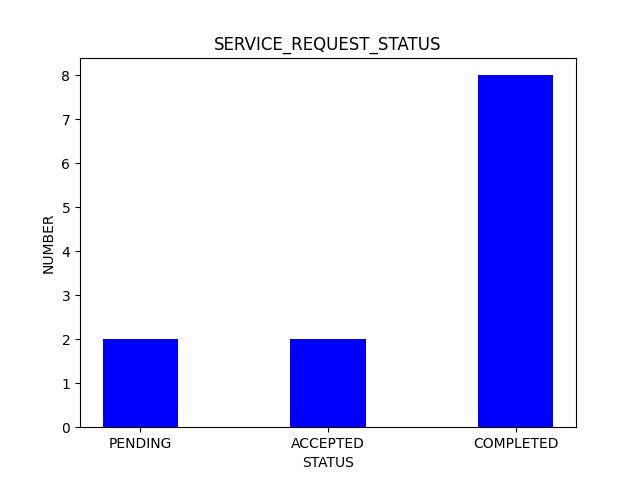 SERVICE_REQUEST_STATUS
8
7
6
5
4
3
2
1
0
NUMBER
PENDING ACCEPTED COMPLETED
STATUS